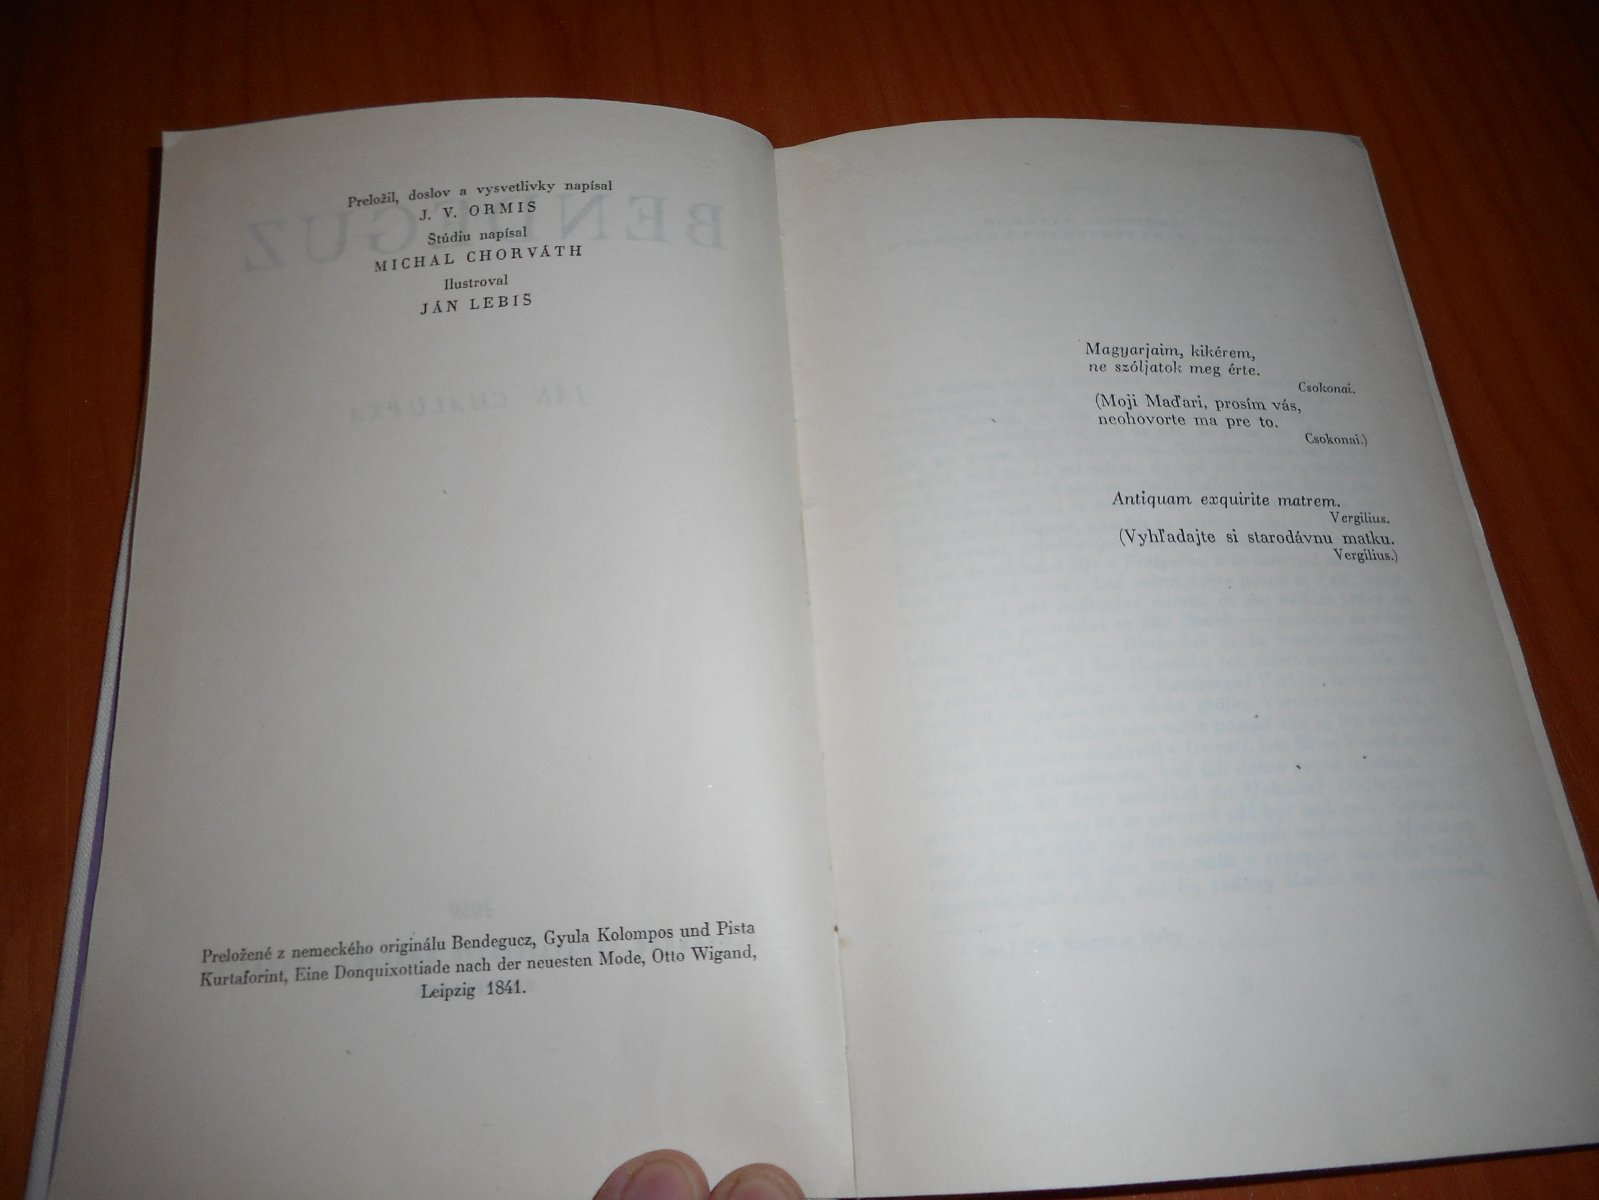 Preložil, doslov a vysvetlivky napísal
J. V. ORMIS
Štúdiu napísal
MICHAL CHORVÁTH
Ilustroval
JÁN LEBIŠ
Preložené z nemeckého originálu Bendegucz, Gyula Kolompos und Pista
Kurtaforint, Eine Donquixottiade nach der neuesten Mode, Otto Wigand,
Leipzig 1841.
Magyarjaim, kikérem,
ne szóljatok meg érte.
Csokonai.
(Moji Maďari, prosím vás,
neohovorte ma pre to.
Csokonai.)
Antiquam exquirite matrem.
Vergilius.
(Vyhľadajte si starodávnu matku.
Vergilius.)